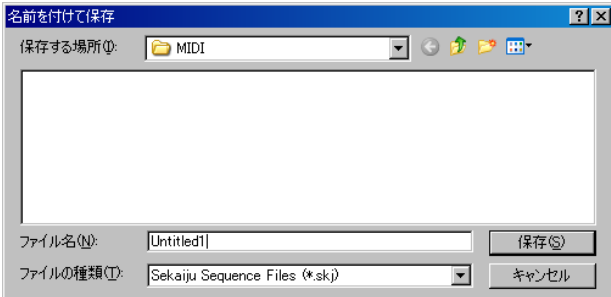 名前を付けて保存
保存する場所(I):
MIDI
ファイル名(N):
Untitled1
保存(S)
ファイルの種類(T):
Sekaiju Sequence Files (*.skj)
キャンセル